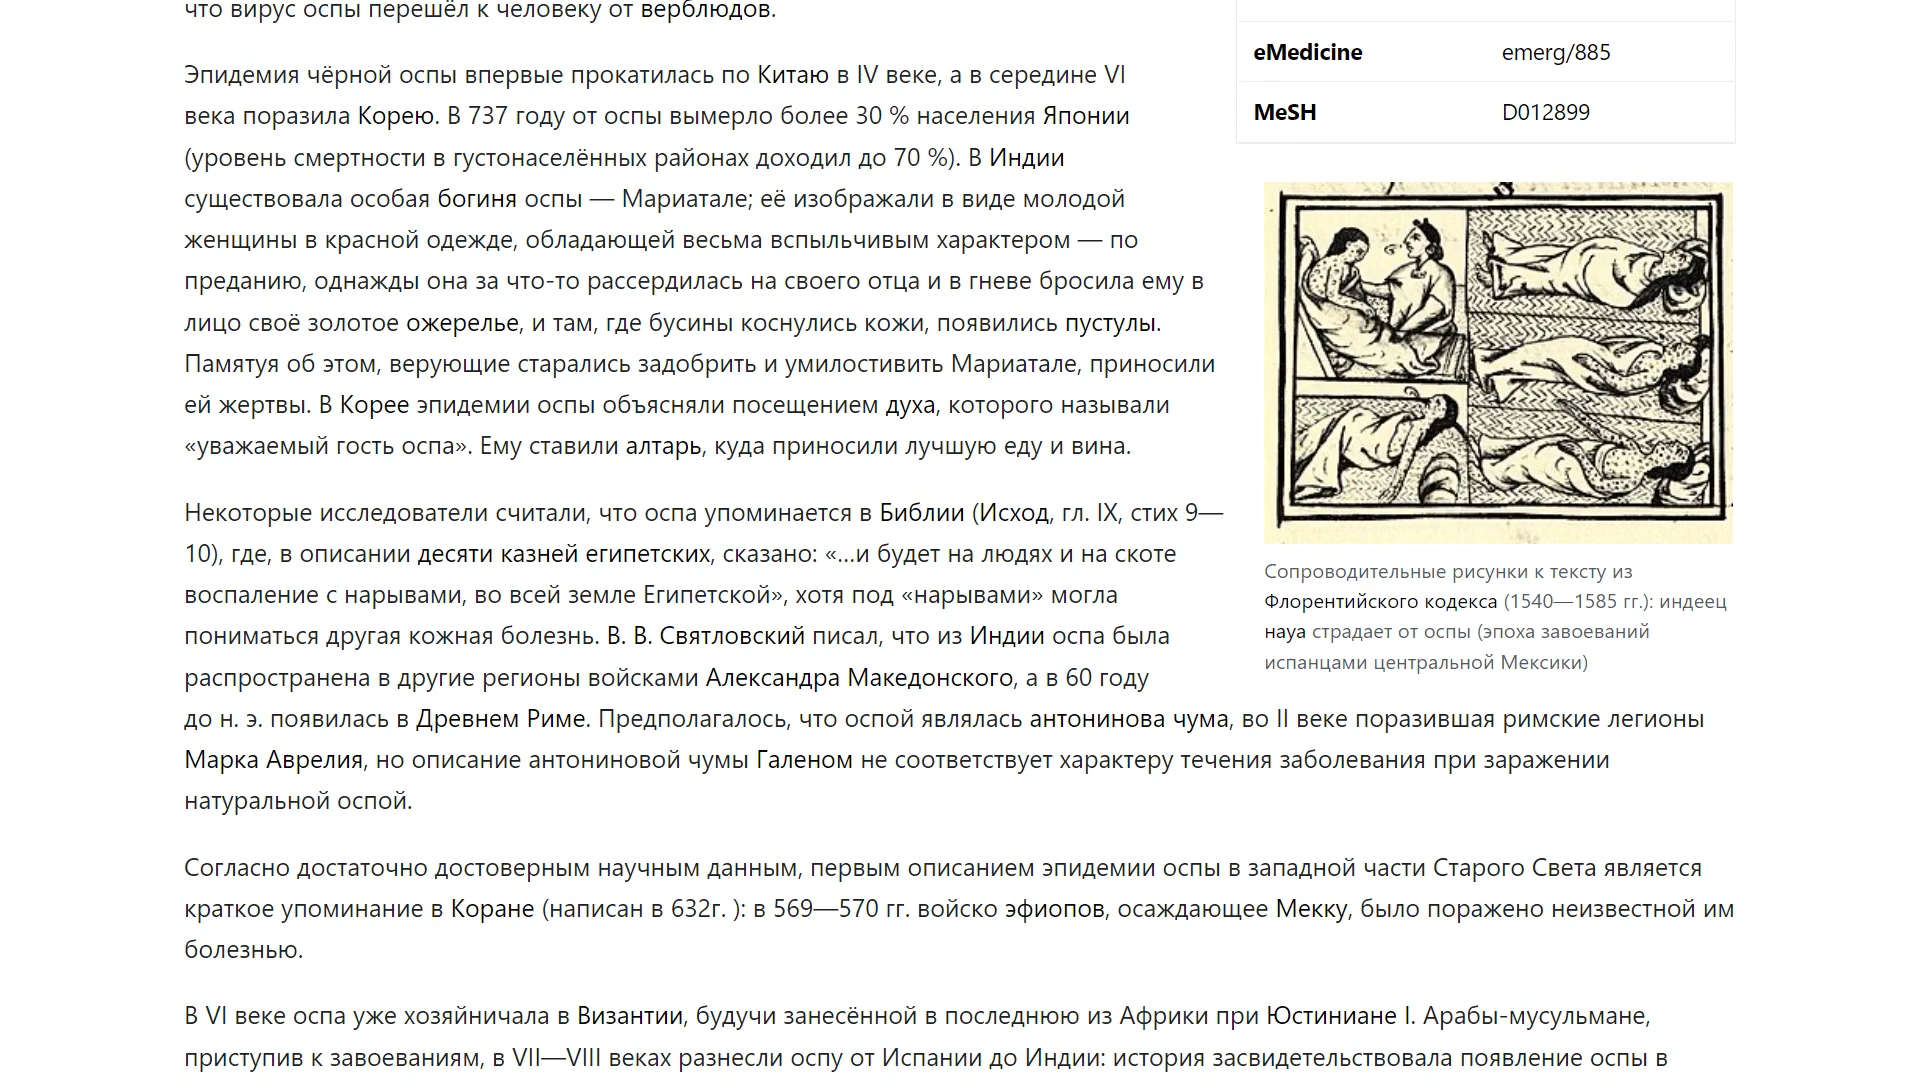 что вирус оспы перешёл к человеку от верблюдов.
Эпидемия чёрной оспы впервые прокатилась по Китаю в IV веке, а в середине VI
века поразила Корею. В 737 году от оспы вымерло более 30 % населения Японии
(уровень смертности в густонаселённых районах доходил до 70 %). В Индии
существовала особая богиня оспы — Мариатале; её изображали в виде молодой
женщины в красной одежде, обладающей весьма вспыльчивым характером — по
преданию, однажды она за что-то рассердилась на своего отца и в гневе бросила ему в
лицо своё золотое ожерелье, и там, где бусины коснулись кожи, появились пустулы.
Памятуя об этом, верующие старались задобрить и умилостивить Мариатале, приносили
ей жертвы. В Корее эпидемии оспы объясняли посещением духа, которого называли
«уважаемый гость оспа». Ему ставили алтарь, куда приносили лучшую еду и вина.
Некоторые исследователи считали, что оспа упоминается в Библии (Исход, гл. IX, стих 9—
10), где, в описании десяти казней египетских, сказано: «…и будет на людях и на скоте
воспаление с нарывами, во всей земле Египетской», хотя под «нарывами» могла
пониматься другая кожная болезнь. В. В. Святловский писал, что из Индии оспа была
распространена в другие регионы войсками Александра Македонского, а в 60 году
до н. э. появилась в Древнем Риме. Предполагалось, что оспой являлась антонинова чума, во II веке поразившая римские легионы
Марка Аврелия, но описание антониновой чумы Галеном не соответствует характеру течения заболевания при заражении
натуральной оспой.
Согласно достаточно достоверным научным данным, первым описанием эпидемии оспы в западной части Старого Света является
краткое упоминание в Коране (написан в 632г. ): в 569—570 гг. войско эфиопов, осаждающее Мекку, было поражено неизвестной им
болезнью.
В VI веке оспа уже хозяйничала в Византии, будучи занесённой в последнюю из Африки при Юстиниане I. Арабы-мусульмане,
приступив к завоеваниям, в VII—VIII веках разнесли оспу от Испании до Индии: история засвидетельствовала появление оспы в
eMedicine emerg/885
MeSH D012899
Сопроводительные рисунки к тексту из
Флорентийского кодекса (1540—1585 гг.): индеец
науа страдает от оспы (эпоха завоеваний
испанцами центральной Мексики)